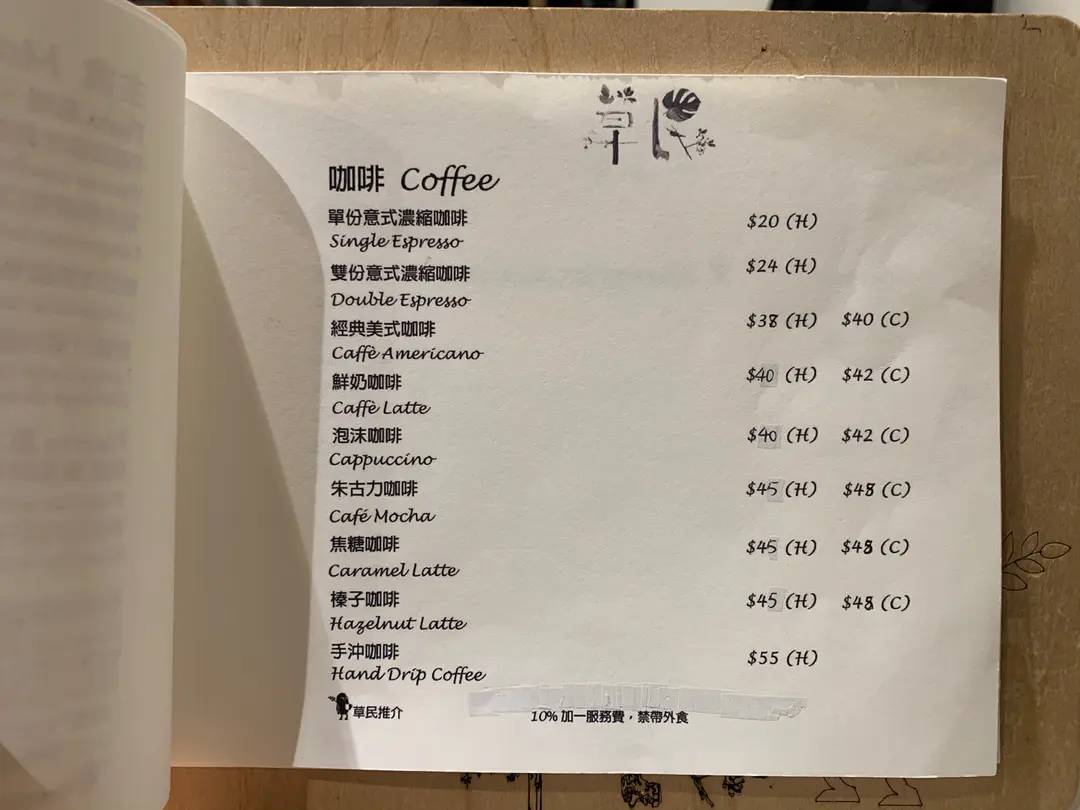 草民
咖啡 Coffee
單份意式濃縮咖啡 $20 (H)
Single Espresso
雙份意式濃縮咖啡 $24 (H)
Double Espresso
經典美式咖啡 $38 (H) $40 (C)
Caffè Americano
鮮奶咖啡 $40 (H) $42 (C)
Caffè Latte
泡沫咖啡 $40 (H) $42 (C)
Cappuccino
朱古力咖啡 $45 (H) $48 (C)
Café Mocha
焦糖咖啡 $45 (H) $48 (C)
Caramel Latte
榛子咖啡 $45 (H) $48 (C)
Hazelnut Latte
手沖咖啡 $55 (H)
Hand Drip Coffee
草民推介
10% 加一服務費，禁帶外食